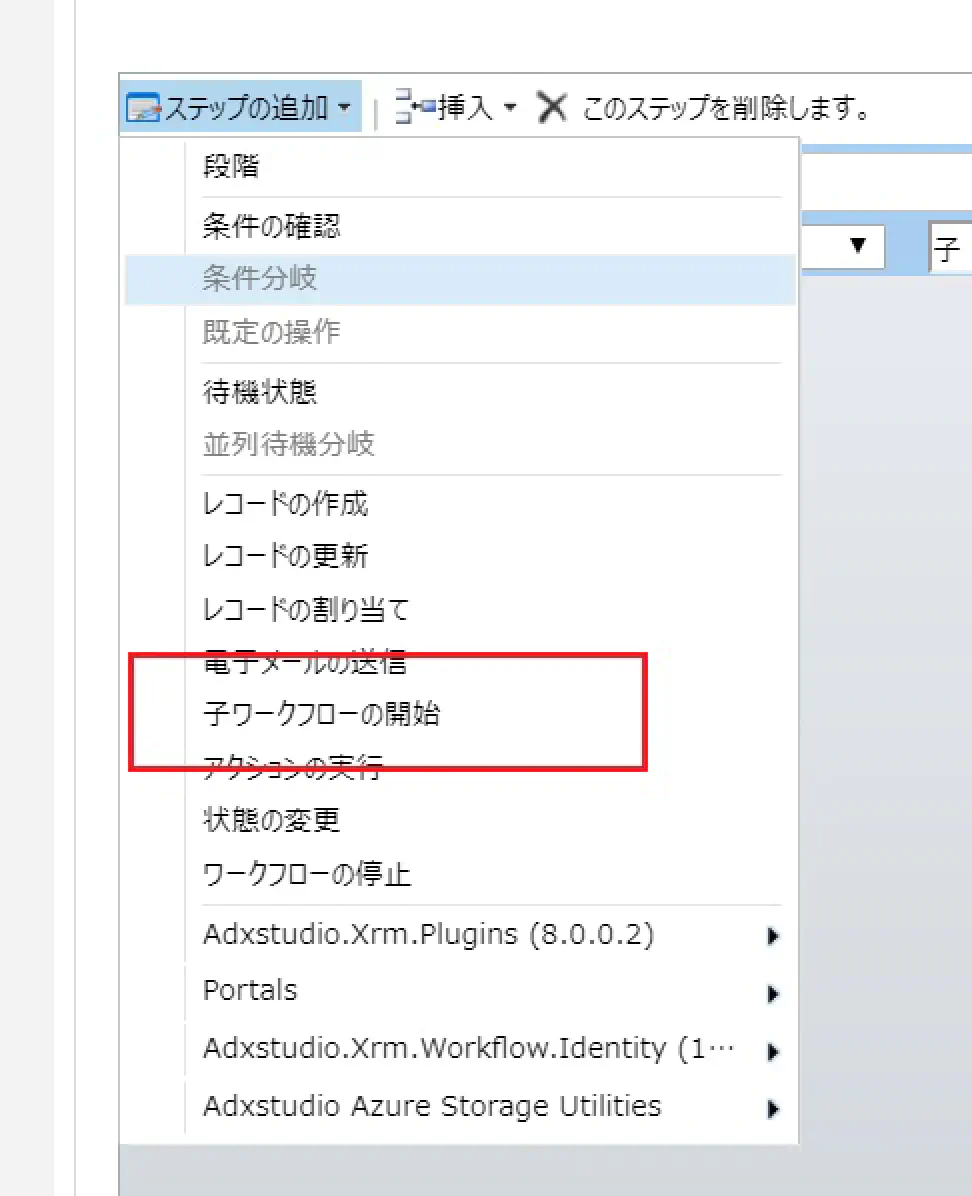 ステップの追加 挿入 このステップを削除します。
段階
条件の確認
条件分岐
子
既定の操作
待機状態
並列待機分岐
レコードの作成
レコードの更新
レコードの割り当て
電子メールの送信
子ワークフローの開始
アクションの実行
状態の変更
ワークフローの停止
Adxstudio.Xrm.Plugins (8.0.0.2)
Portals
Adxstudio.Xrm.Workflow.Identity (1…
Adxstudio Azure Storage Utilities